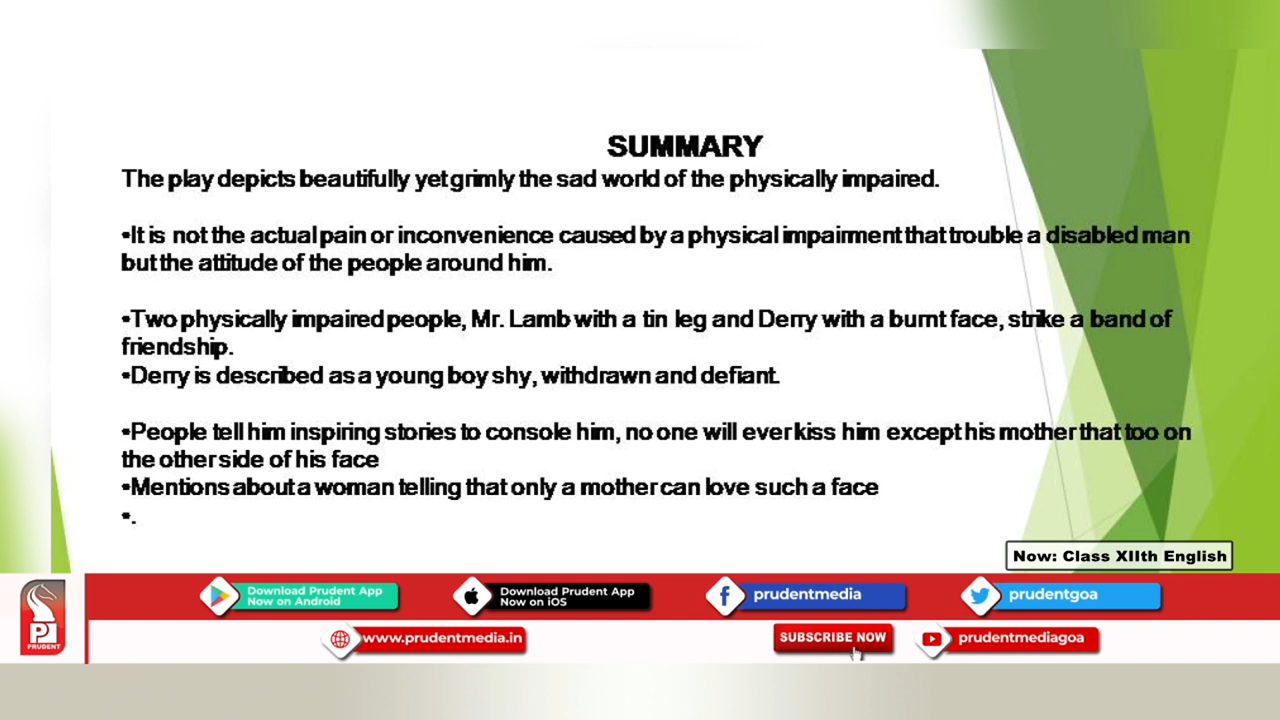 SUMMARY
The play depicts beautifully yet grimly the sad world of the physically impaired.
•It is not the actual pain or inconvenience caused by a physical impairment that trouble a disabled man
but the attitude of the people around him.
•Two physically impaired people, Mr. Lamb with a tin leg and Derry with a burnt face, strike a band of
friendship.
•Derry is described as a young boy shy, withdrawn and defiant.
•People tell him inspiring stories to console him, no one will ever kiss him except his mother that too on
the other side of his face
•Mentions about a woman telling that only a mother can love such a face
•.
Now: Class XIIth English
Download Prudent App
Now on Android
Download Prudent App
Now on iOS
prudentmedia
prudentgoa
PRUDENT
www.prudentmedia.in
SUBSCRIBE NOW
prudentmediagoa